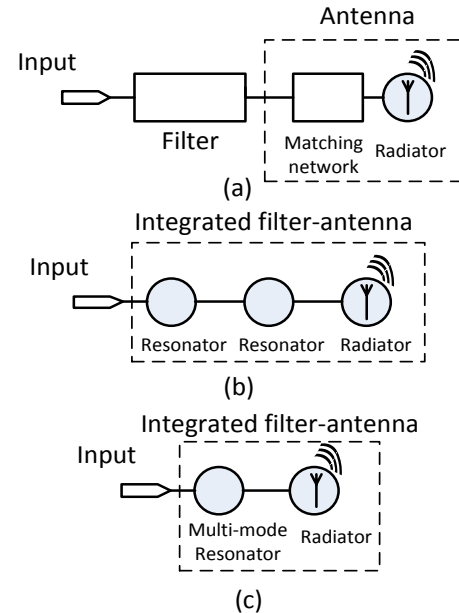 Antenna
Input
Filter
Matching
network
Radiator
(a)
Integrated filter-antenna
Input
Resonator
Resonator
Radiator
(b)
Integrated filter-antenna
Input
Multi-mode
Resonator
Radiator
(c)